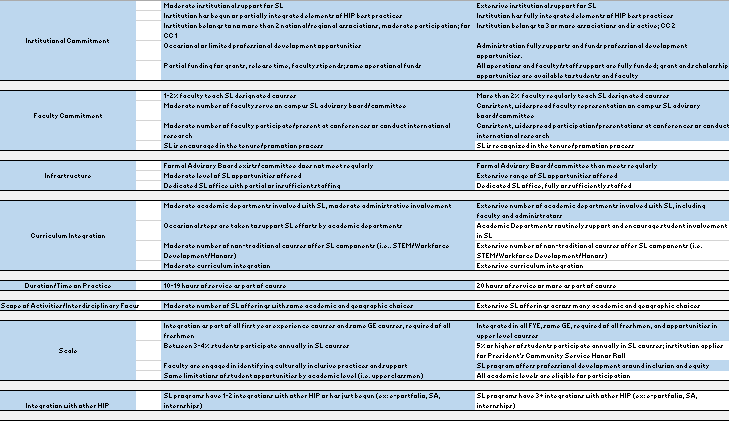 Moderate institutional support for SL
Extensive institutional support for SL
Institution has begun or partially integrated elements of HIP best practices
Institution has fully integrated elements of HIP best practices
Institutional Commitment
Institution belongs to no more than 2 national/regional associations, moderate participation; for CC1
Institution belongs to 3 or more associations and is active; CC2
Occasional or limited professional development opportunities
Administration fully supports and funds professional development opportunities.
Partial funding for grants, release time, faculty stipends; some operational funds
All operations and faculty/staff support are fully funded; grant and scholarship opportunities are available to students and faculty
1-2% faculty teach SL designated courses
More than 2% faculty regularly teach SL designated courses
Faculty Commitment
Moderate number of faculty serve on campus SL advisory board/committee
Consistent, widespread faculty representation on campus SL advisory board/committee
Moderate number of faculty participate/present at conferences or conduct international research
Consistent, widespread participation/presentations at conferences or conduct international research
SL is encouraged in the tenure/promotion process
SL is recognized in the tenure/promotion process
Formal Advisory Board exists/committee does not meet regularly
Formal Advisory Board/committee than meets regularly
Infrastructure
Moderate level of SL opportunities offered
Extensive range of SL opportunities offered
Dedicated SL office with partial or insufficient staffing
Dedicated SL office, fully or sufficiently staffed
Moderate academic departments involved with SL, moderate administrative involvement
Extensive number of academic departments involved with SL, including faculty and administrators
Curriculum Integration
Occasional steps are taken to support SL efforts by academic departments
Academic Departments routinely support and encourage student involvement in SL
Moderate number of non-traditional courses offer SL components (i.e., STEM/Workforce Development/Honors)
Extensive number of non-traditional courses offer SL components (i.e. STEM/Workforce Development/Honors)
Moderate curriculum integration
Extensive curriculum integration
Duration/Time on Practice
10-19 hours of service as part of course
20 hours of service or more as part of course
Scope of Activities/Interdisciplinary Focus
Moderate number of SL offerings with some academic and geographic choices
Extensive SL offerings across many academic and geographic choices
Integration as part of all first year experience courses and some GE courses, required of all freshmen
Integrated in all FYE, some GE, required of all freshmen, and opportunities in upper level courses
Scale
Between 3-4% students participate annually in SL courses
5% or higher of students participate annually in SL courses; institution applies for President's Community Service Honor Roll
Faculty are engaged in identifying culturally inclusive practices and support
SL program offers professional development around inclusion and equity
Some limitations of student opportunities by academic level (i.e. upperclassmen)
All academic levels are eligible for participation
Integration with other HIP
SL programs have 1-2 integrations with other HIP or has just begun (ex: e-portfolio, SA, internships)
SL programs have 3+ integrations with other HIP (ex: e-portfolio, SA, internships)